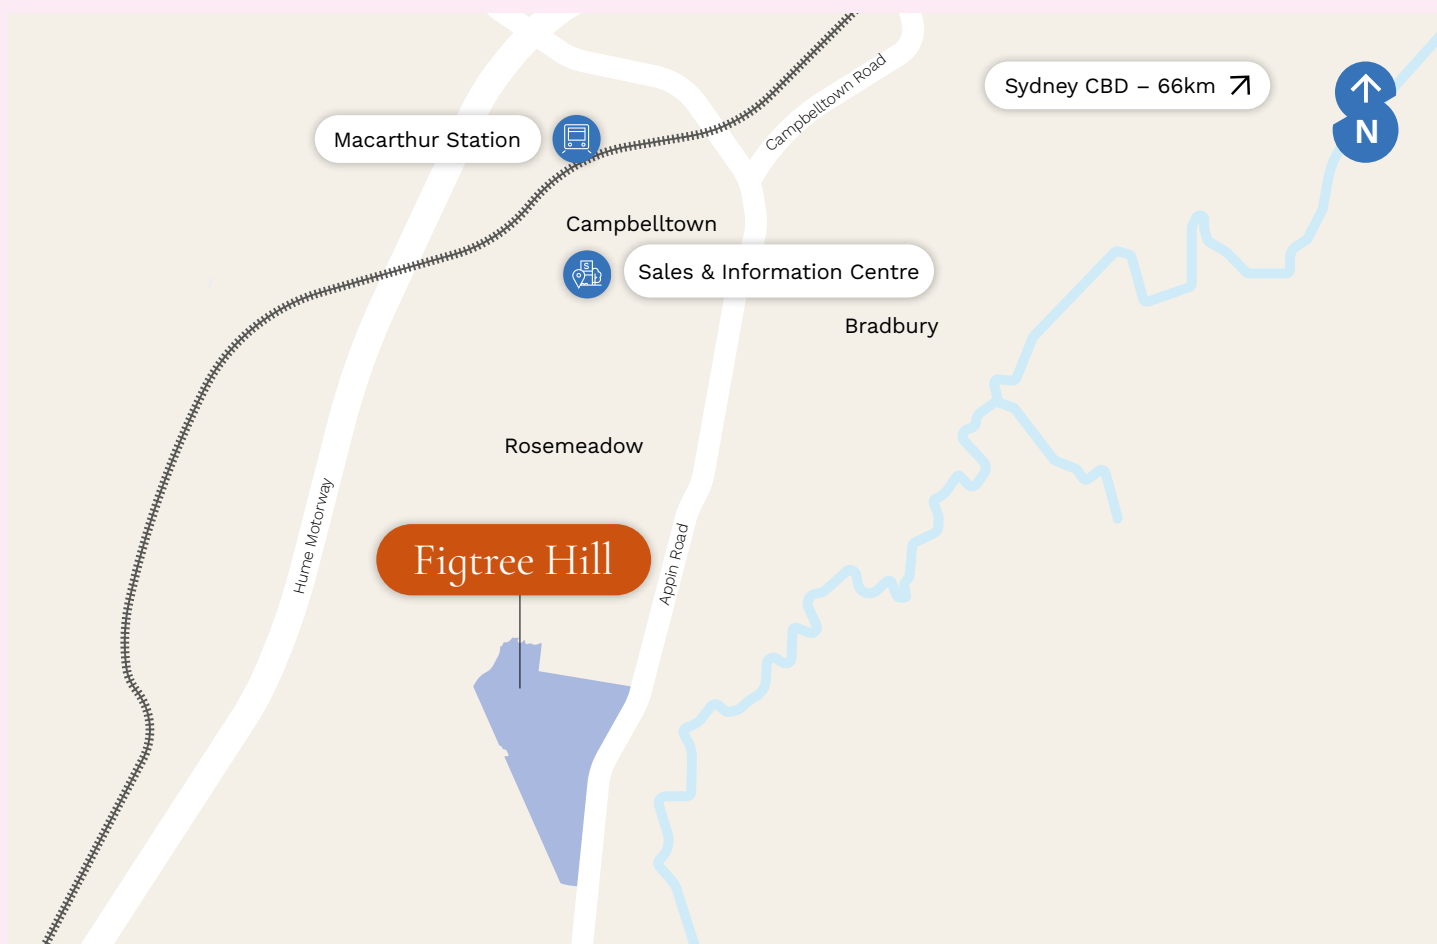 Campbelltown Road
Sydney CBD – 66km
N
Macarthur Station
Campbelltown
Sales & Information Centre
Bradbury
Rosemeadow
Hume Motorway
Figtree Hill
Appin Road